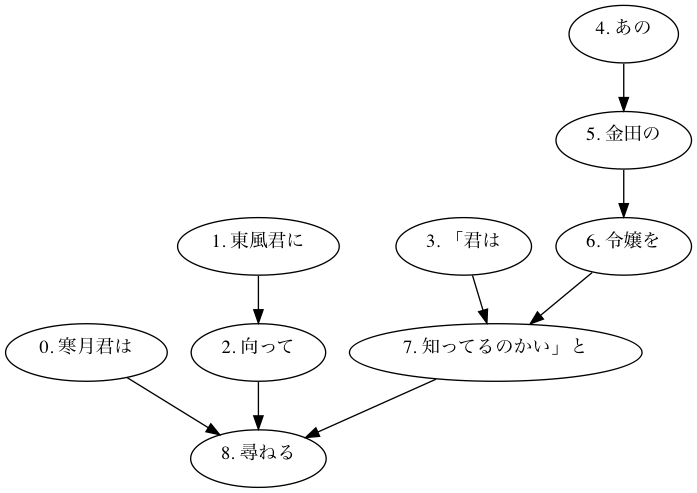 4. あの
5. 金田の
1. 東風君に
3. 「君は
6. 令嬢を
0. 寒月君は
2. 向って
7. 知ってるのかい」と
8. 尋ねる